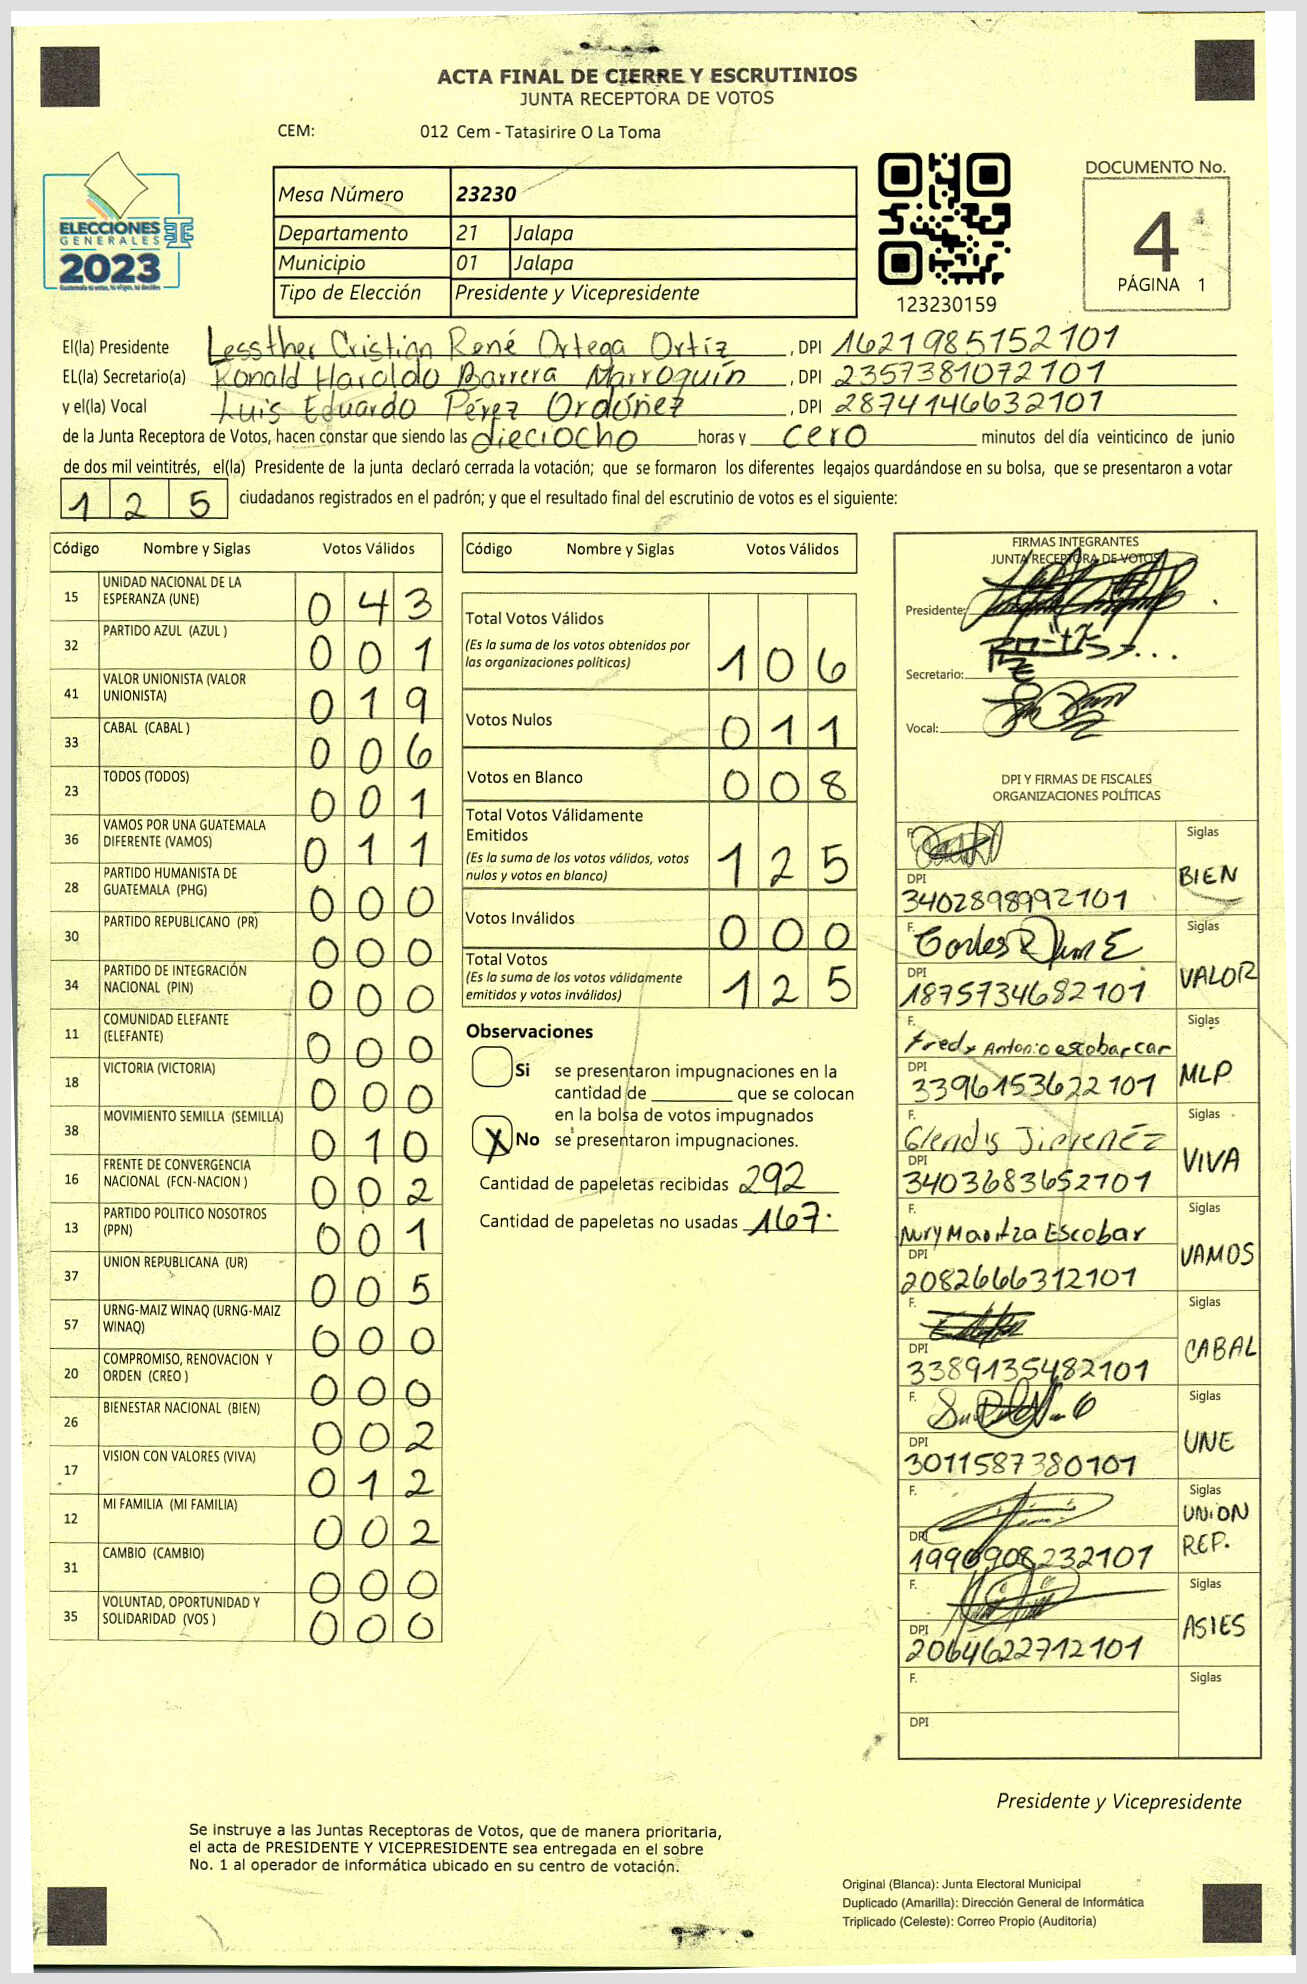 ACTA FINAL DE CIERRE Y ESCRUTINIOS
JUNTA RECEPTORA DE VOTOS
CEM: 012 Cem - Tatasirire O La Toma
ELECCIONES
GENERALES
2023
Mesa Número 23230
Departamento 21 Jalapa
Municipio 01 Jalapa
Tipo de Elección Presidente y Vicepresidente
123230159
DOCUMENTO No.
4
PÁGINA 1
El(la) Presidente Lessther Cristian René Ortega Ortíz, DPI 1621985152101
EL(la) Secretario(a) Ronald Haroldo Barrera Marroquín, DPI 2357381072101
y el(la) Vocal Luis Eduardo Pérez Ordóñez, DPI 2874146632101
de la Junta Receptora de Votos, hacen constar que siendo las dieciocho horas y cero minutos del día veinticinco de junio
de dos mil veintitrés, el(la) Presidente de la junta declaró cerrada la votación; que se formaron los diferentes legajos guardándose en su bolsa, que se presentaron a votar
1 2 5 ciudadanos registrados en el padrón; y que el resultado final del escrutinio de votos es el siguiente:
Código Nombre y Siglas Votos Válidos
15 UNIDAD NACIONAL DE LA
ESPERANZA (UNE) 0 4 3
32 PARTIDO AZUL (AZUL ) 0 0 1
41 VALOR UNIONISTA (VALOR
UNIONISTA) 0 1 9
33 CABAL (CABAL ) 0 0 6
23 TODOS (TODOS) 0 0 1
36 VAMOS POR UNA GUATEMALA
DIFERENTE (VAMOS) 0 1 1
28 PARTIDO HUMANISTA DE
GUATEMALA (PHG) 0 0 0
30 PARTIDO REPUBLICANO (PR) 0 0 0
34 PARTIDO DE INTEGRACIÓN
NACIONAL (PIN) 0 0 0
11 COMUNIDAD ELEFANTE
(ELEFANTE) 0 0 0
18 VICTORIA (VICTORIA) 0 0 0
38 MOVIMIENTO SEMILLA (SEMILLA) 0 1 0
16 FRENTE DE CONVERGENCIA
NACIONAL (FCN-NACION ) 0 0 2
13 PARTIDO POLITICO NOSOTROS
(PPN) 0 0 1
37 UNION REPUBLICANA (UR) 0 0 5
57 URNG-MAIZ WINAQ (URNG-MAIZ
WINAQ) 0 0 0
20 COMPROMISO, RENOVACION Y
ORDEN (CREO ) 0 0 0
26 BIENESTAR NACIONAL (BIEN) 0 0 2
17 VISION CON VALORES (VIVA) 0 1 2
12 MI FAMILIA (MI FAMILIA) 0 0 2
31 CAMBIO (CAMBIO) 0 0 0
35 VOLUNTAD, OPORTUNIDAD Y
SOLIDARIDAD (VOS ) 0 0 0
Código Nombre y Siglas Votos Válidos
Total Votos Válidos
(Es la suma de los votos obtenidos por
las organizaciones políticas) 1 0 6
Votos Nulos 0 1 1
Votos en Blanco 0 0 8
Total Votos Válidamente
Emitidos
(Es la suma de los votos válidos, votos
nulos y votos en blanco) 1 2 5
Votos Inválidos 0 0 0
Total Votos
(Es la suma de los votos válidamente
emitidos y votos inválidos) 1 2 5
Observaciones
Si se presentaron impugnaciones en la
cantidad de ________ que se colocan
en la bolsa de votos impugnados
X No se presentaron impugnaciones.
Cantidad de papeletas recibidas 292
Cantidad de papeletas no usadas 167.
FIRMAS INTEGRANTES
JUNTA RECEPTORA DE VOTOS
Presidente:
Secretario:
Vocal:
DPI Y FIRMAS DE FISCALES
ORGANIZACIONES POLÍTICAS
F. Siglas
DPI BIEN
3402898992101
F. Siglas
DPI VALOR
1875734682101
F. Fredy Antonio escobar car Siglas
DPI MLP
3396153622101
F. Glendis Jimenéz Siglas
DPI VIVA
3403683652101
F. Nury Maritza Escobar Siglas
DPI VAMOS
2082666312101
F. Siglas
DPI CABAL
3389135482101
F. Siglas
DPI UNE
3011587380101
F. Siglas
DPI UNION REP.
1990908232101
F. Siglas
DPI ASIES
2064622712101
F. Siglas
DPI
Presidente y Vicepresidente
Se instruye a las Juntas Receptoras de Votos, que de manera prioritaria,
el acta de PRESIDENTE Y VICEPRESIDENTE sea entregada en el sobre
No. 1 al operador de informática ubicado en su centro de votación.
Original (Blanca): Junta Electoral Municipal
Duplicado (Amarilla): Dirección General de Informática
Triplicado (Celeste): Correo Propio (Auditoría)